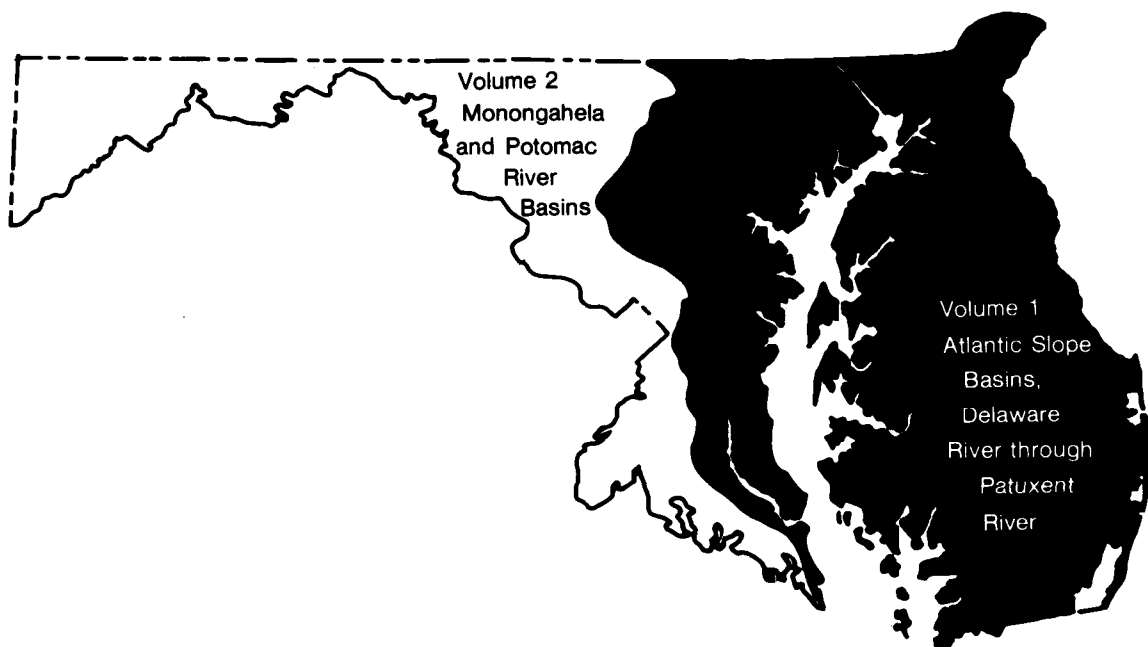 Volume 2
Monongahela
and Potomac
River
Basins
Volume 1
Atlantic Slope
Basins,
Delaware
River through
Patuxent
River